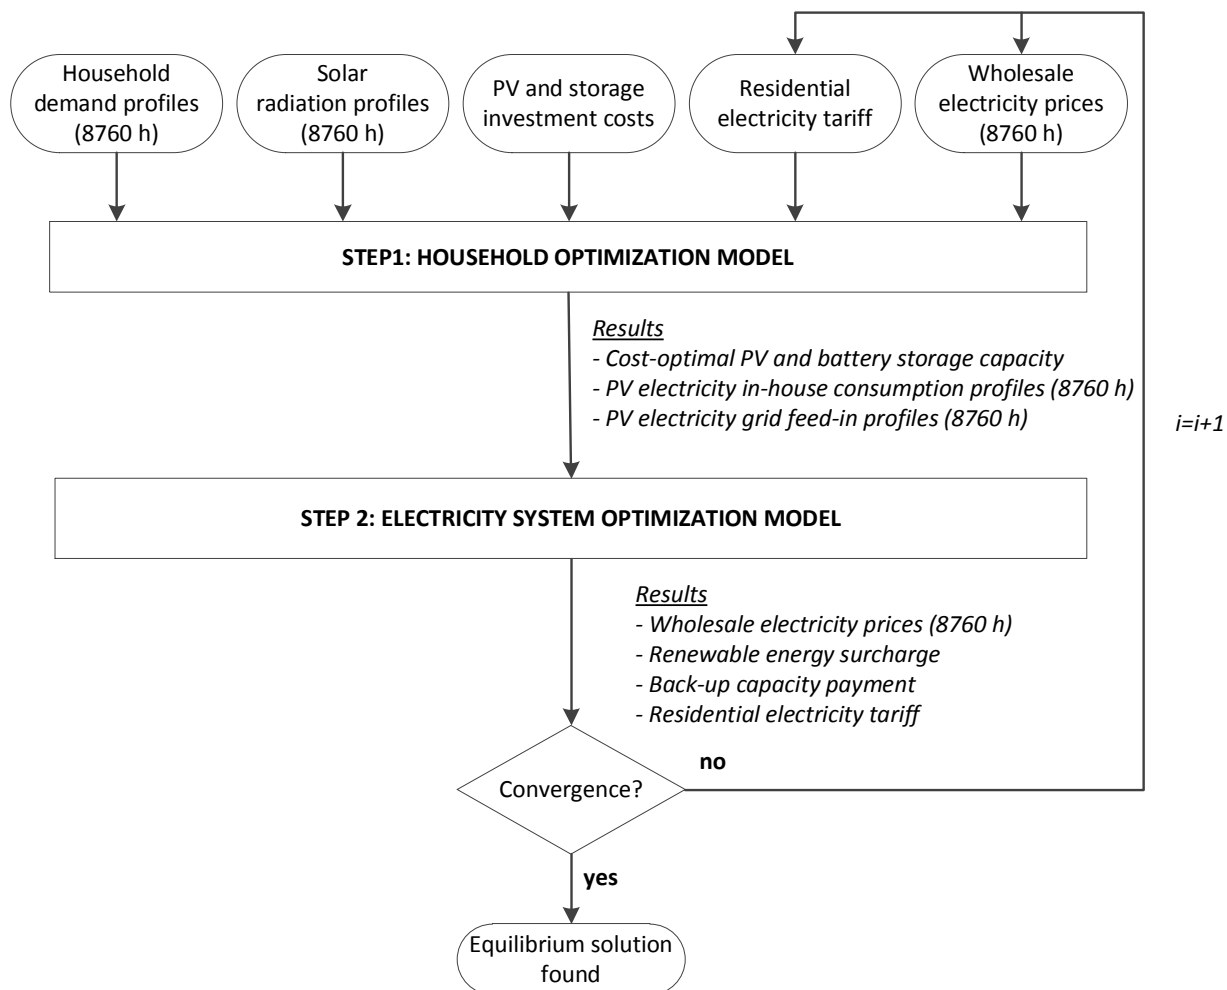 Household
demand profiles
(8760 h)
Solar
radiation profiles
(8760 h)
PV and storage
investment costs
Residential
electricity tariff
Wholesale
electricity prices
(8760 h)
STEP1: HOUSEHOLD OPTIMIZATION MODEL
Results
- Cost-optimal PV and battery storage capacity
- PV electricity in-house consumption profiles (8760 h)
- PV electricity grid feed-in profiles (8760 h)
i=i+1
STEP 2: ELECTRICITY SYSTEM OPTIMIZATION MODEL
Results
- Wholesale electricity prices (8760 h)
- Renewable energy surcharge
- Back-up capacity payment
- Residential electricity tariff
no
Convergence?
yes
Equilibrium solution
found